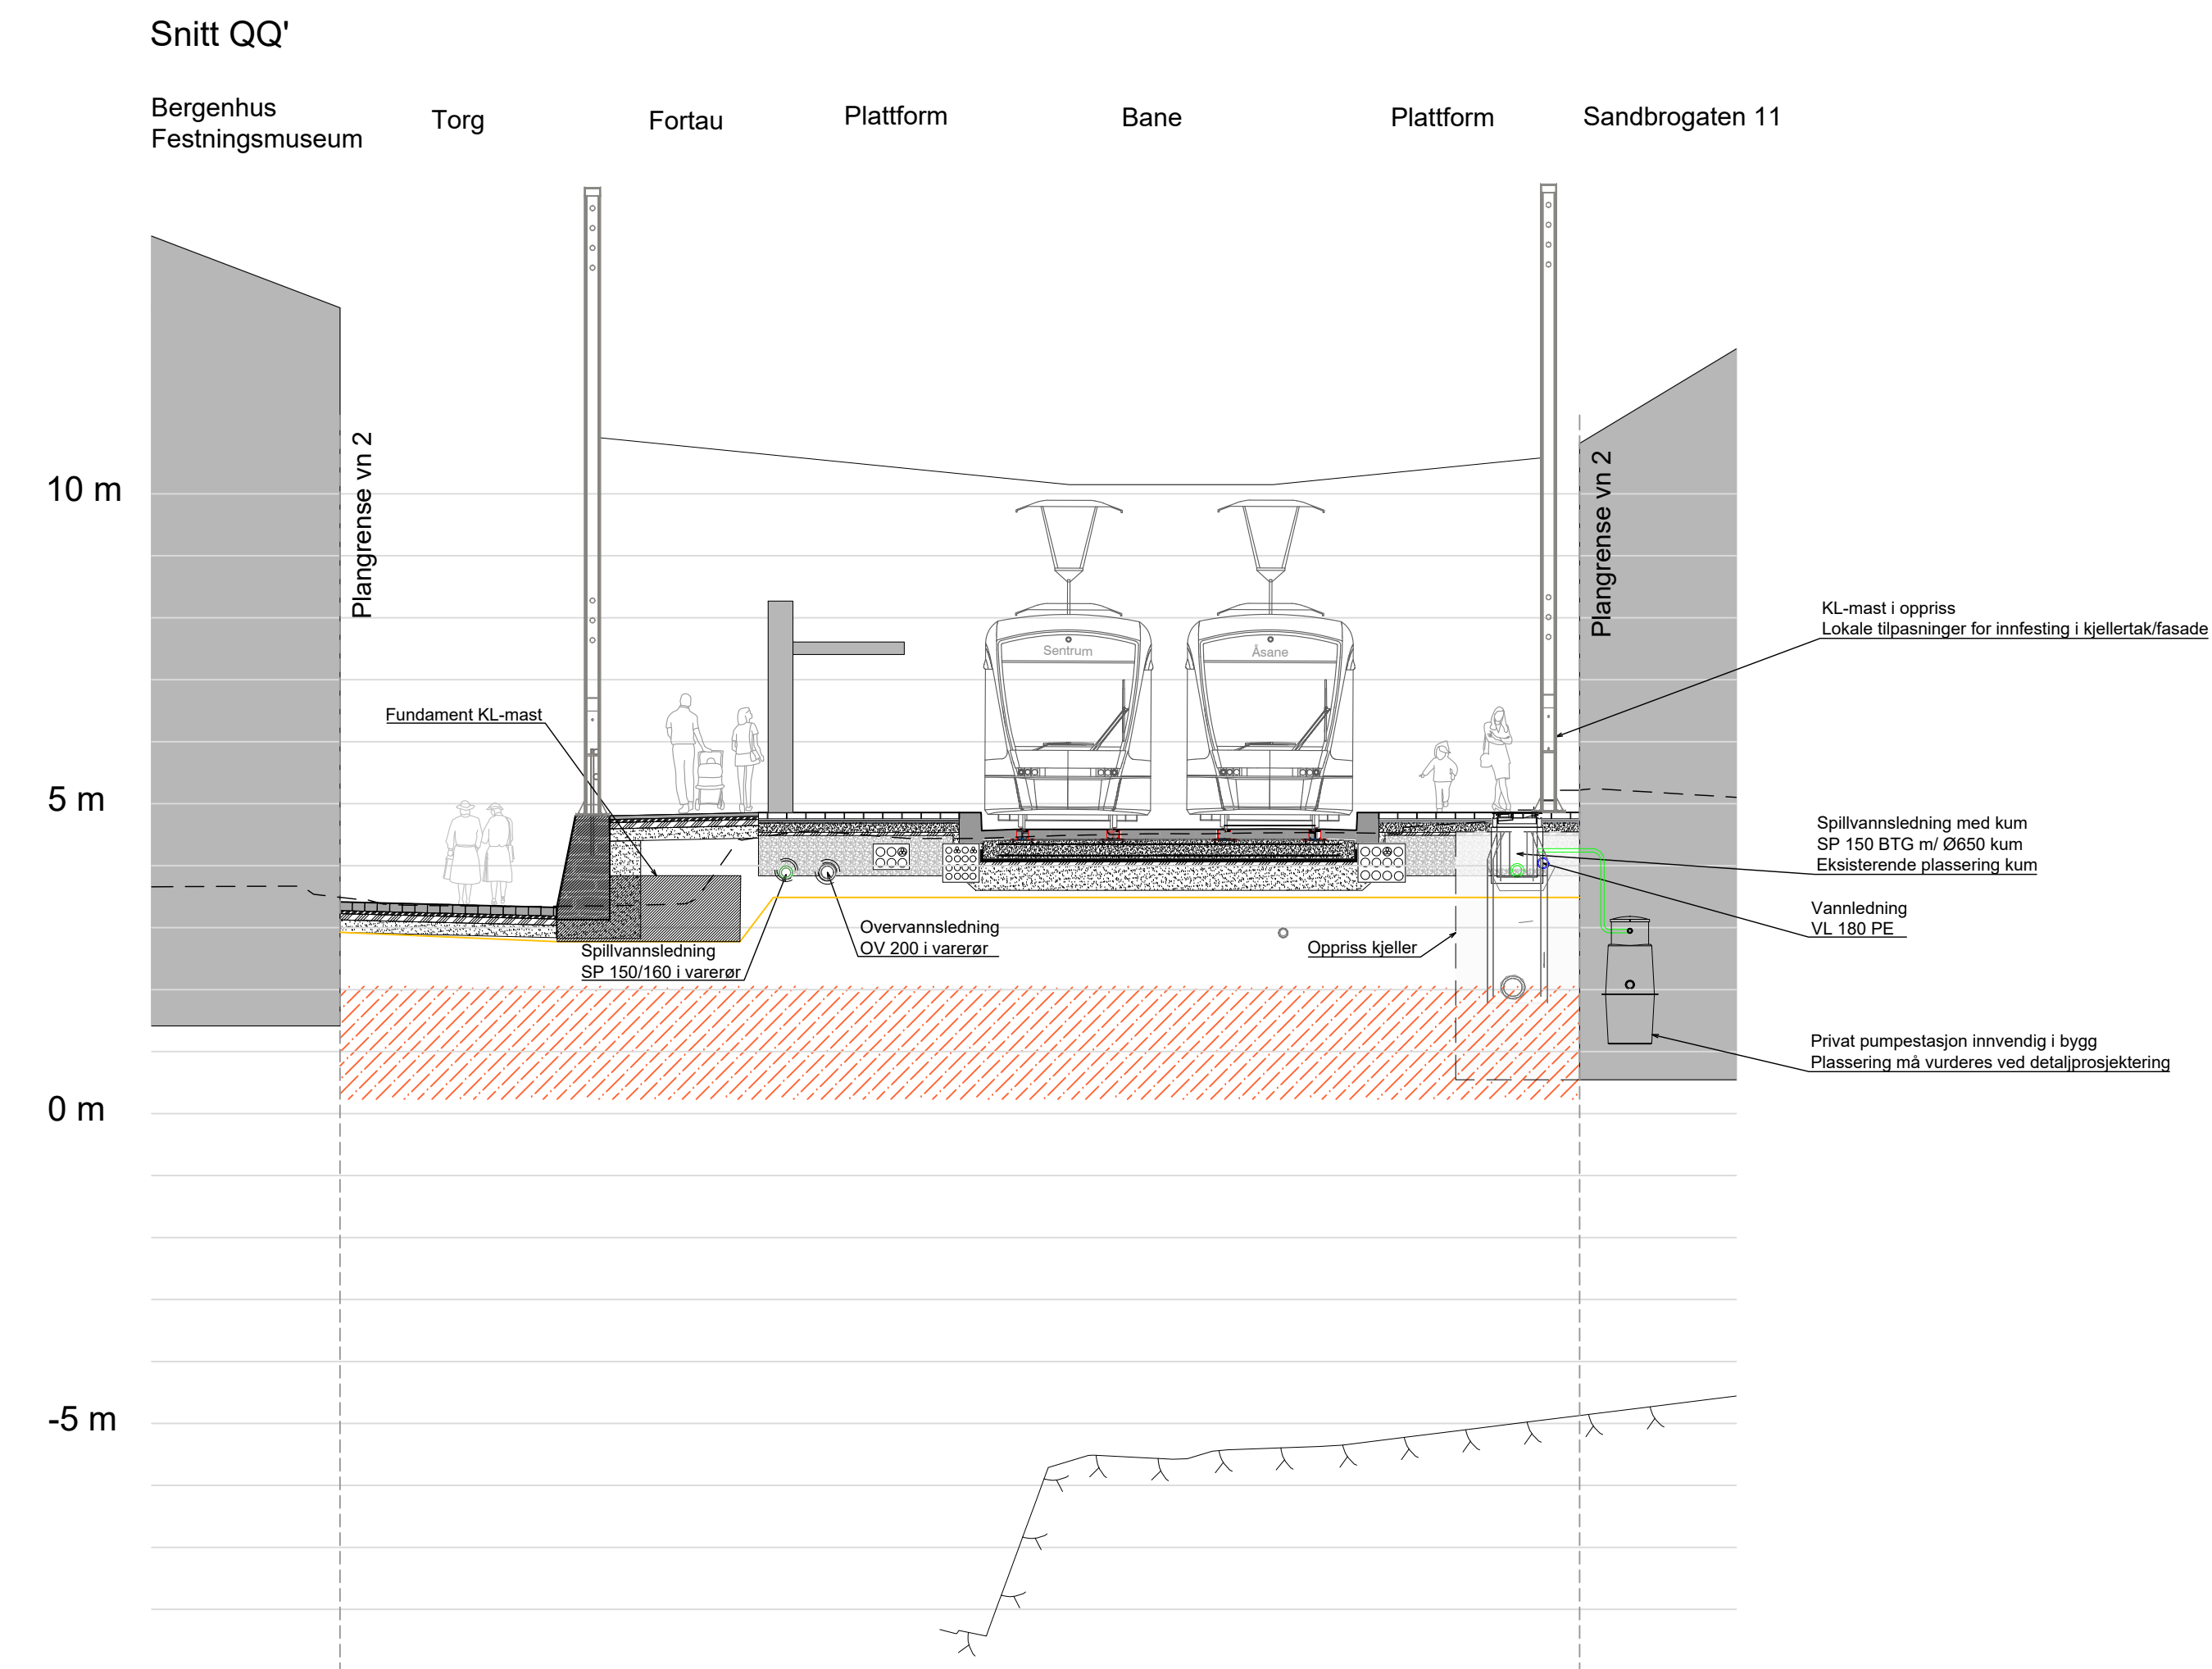 Snitt QQ'
Bergenhus
Festningsmuseum
Torg
Fortau
Plattform
Bane
Plattform
Sandbrogaten 11
10 m
5 m
0 m
-5 m
Plangrense vn 2
Plangrense vn 2
Sentrum
Åsane
Fundament KL-mast
KL-mast i oppriss
Lokale tilpasninger for innfesting i kjellertak/fasade
Spillvannsledning med kum
SP 150 BTG m/ Ø650 kum
Eksisterende plassering kum
Vannledning
VL 180 PE
Overvannsledning
OV 200 i varerør
Spillvannsledning
SP 150/160 i varerør
Oppriss kjeller
Privat pumpestasjon innvendig i bygg
Plassering må vurderes ved detaljprosjektering